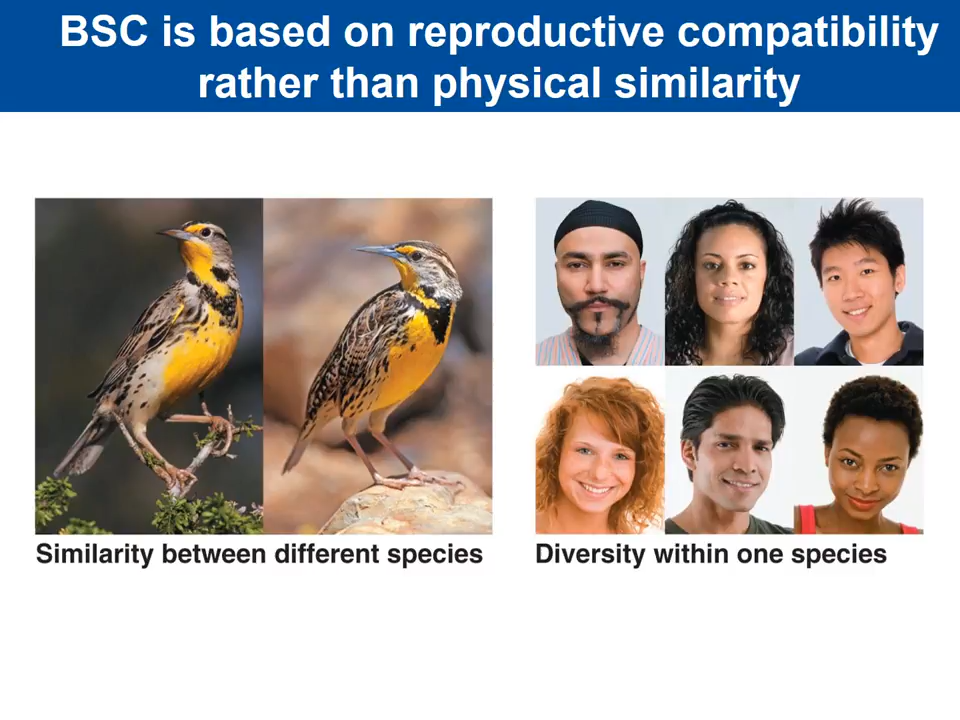 BSC is based on reproductive compatibility
rather than physical similarity
Similarity between different species
Diversity within one species